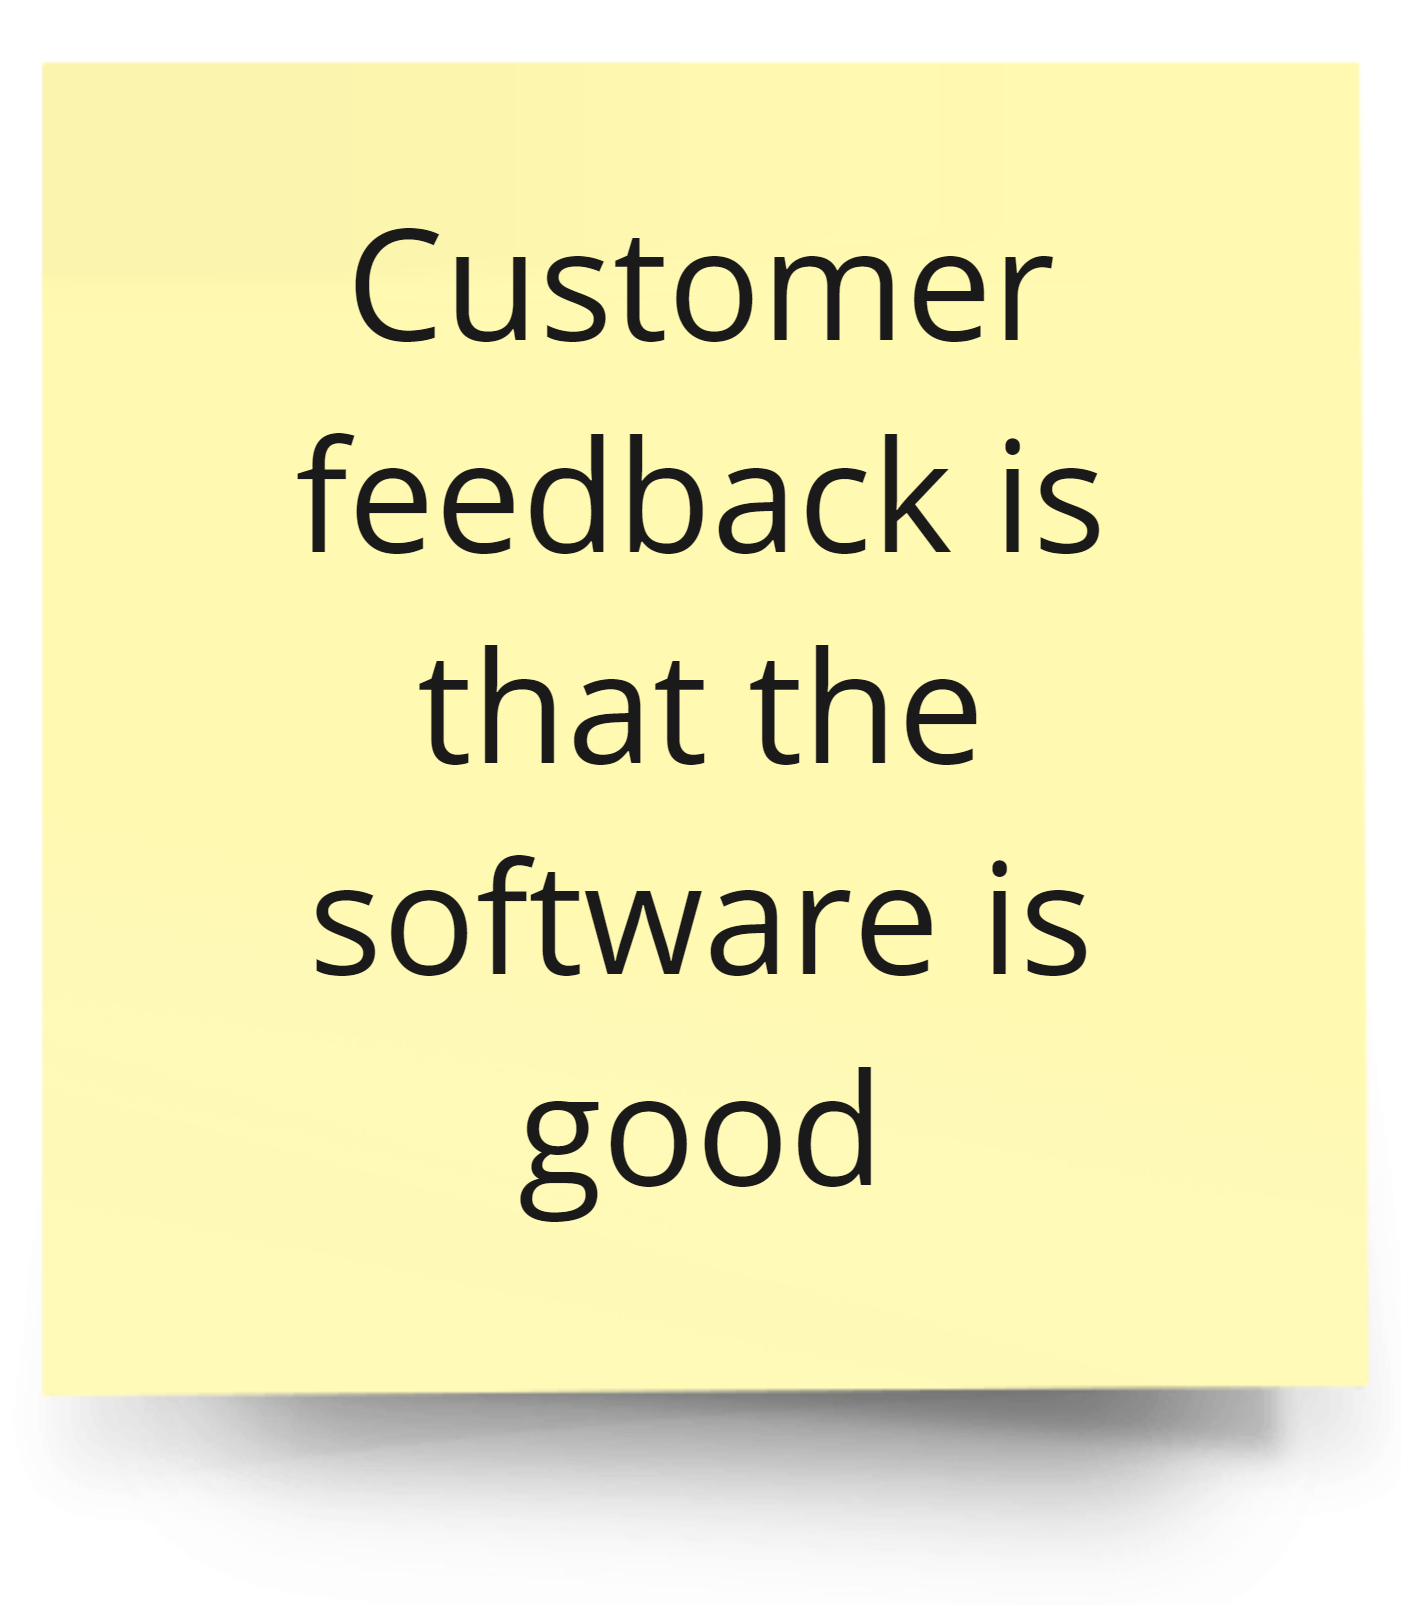 Customer
feedback is
that the
software is
good